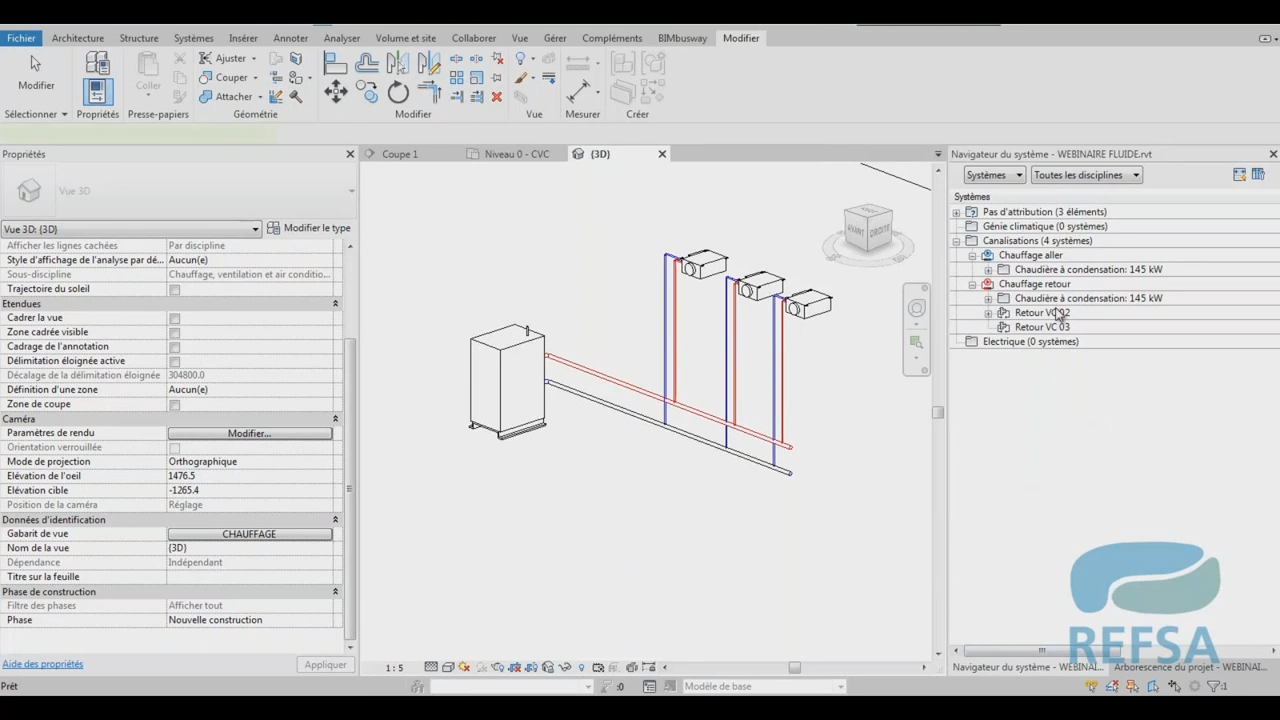 Fichier Architecture Structure Systèmes Insérer Annoter Analyser Volume et site Collaborer Vue Gérer Compléments BIMbusway Modifier
Ajuster
Couper
Attacher
Modifier
Coller
Sélectionner Propriétés Presse-papiers Géométrie Modifier Vue Mesurer Créer
Propriétés
Vue 3D
Vue 3D: {3D} Modifier le type
Afficher les lignes cachées Par discipline
Style d'affichage de l'analyse par dé... Aucun(e)
Sous-discipline Chauffage, ventilation et air conditio...
Trajectoire du soleil
Etendues
Cadrer la vue
Zone cadrée visible
Cadrage de l'annotation
Délimitation éloignée active
Décalage de la délimitation éloignée 304800.0
Définition d'une zone Aucun(e)
Zone de coupe
Caméra
Paramètres de rendu Modifier...
Orientation verrouillée
Mode de projection Orthographique
Elévation de l'oeil 1476.5
Elévation cible -1265.4
Position de la caméra Réglage
Données d'identification
Gabarit de vue CHAUFFAGE
Nom de la vue {3D}
Dépendance Indépendant
Titre sur la feuille
Phase de construction
Filtre des phases Afficher tout
Phase Nouvelle construction
Aide des propriétés Appliquer
Prêt
Coupe 1 Niveau 0 - CVC {3D}
AVANT DROITE
1 : 5
:0 Modèle de base
Navigateur du système - WEBINAIRE FLUIDE.rvt
Systèmes Toutes les disciplines
Systèmes
Pas d'attribution (3 éléments)
Génie climatique (0 systèmes)
Canalisations (4 systèmes)
Chauffage aller
Chaudière à condensation: 145 kW
Chauffage retour
Chaudière à condensation: 145 kW
Retour VC 02
Retour VC 03
Electrique (0 systèmes)
REFSA
Navigateur du système - WEBINAI... Arborescence du projet - WEBINAI...
:1